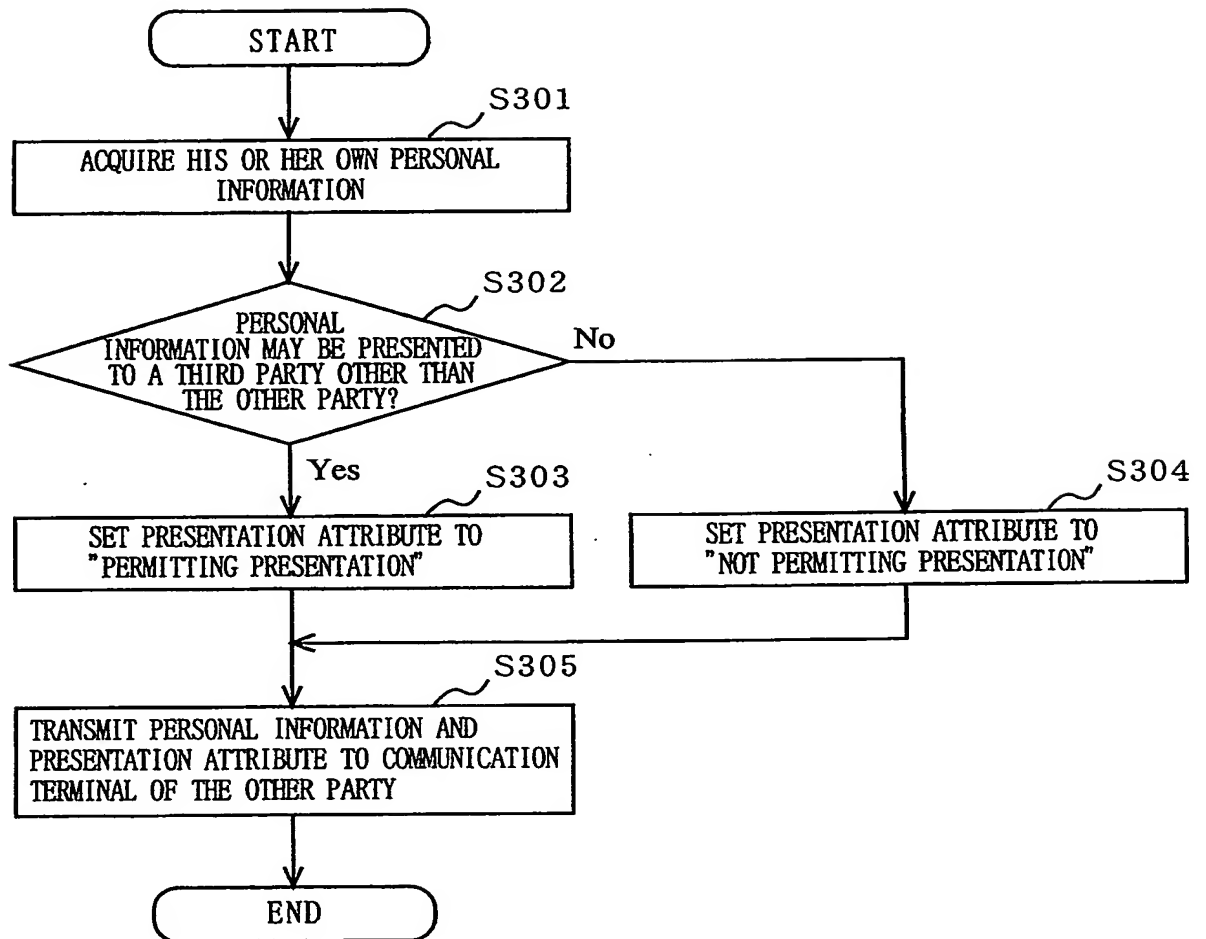 START
S301
ACQUIRE HIS OR HER OWN PERSONAL
INFORMATION
S302
PERSONAL
INFORMATION MAY BE PRESENTED
TO A THIRD PARTY OTHER THAN
THE OTHER PARTY?
No
Yes
S303
SET PRESENTATION ATTRIBUTE TO
"PERMITTING PRESENTATION"
S304
SET PRESENTATION ATTRIBUTE TO
"NOT PERMITTING PRESENTATION"
S305
TRANSMIT PERSONAL INFORMATION AND
PRESENTATION ATTRIBUTE TO COMMUNICATION
TERMINAL OF THE OTHER PARTY
END